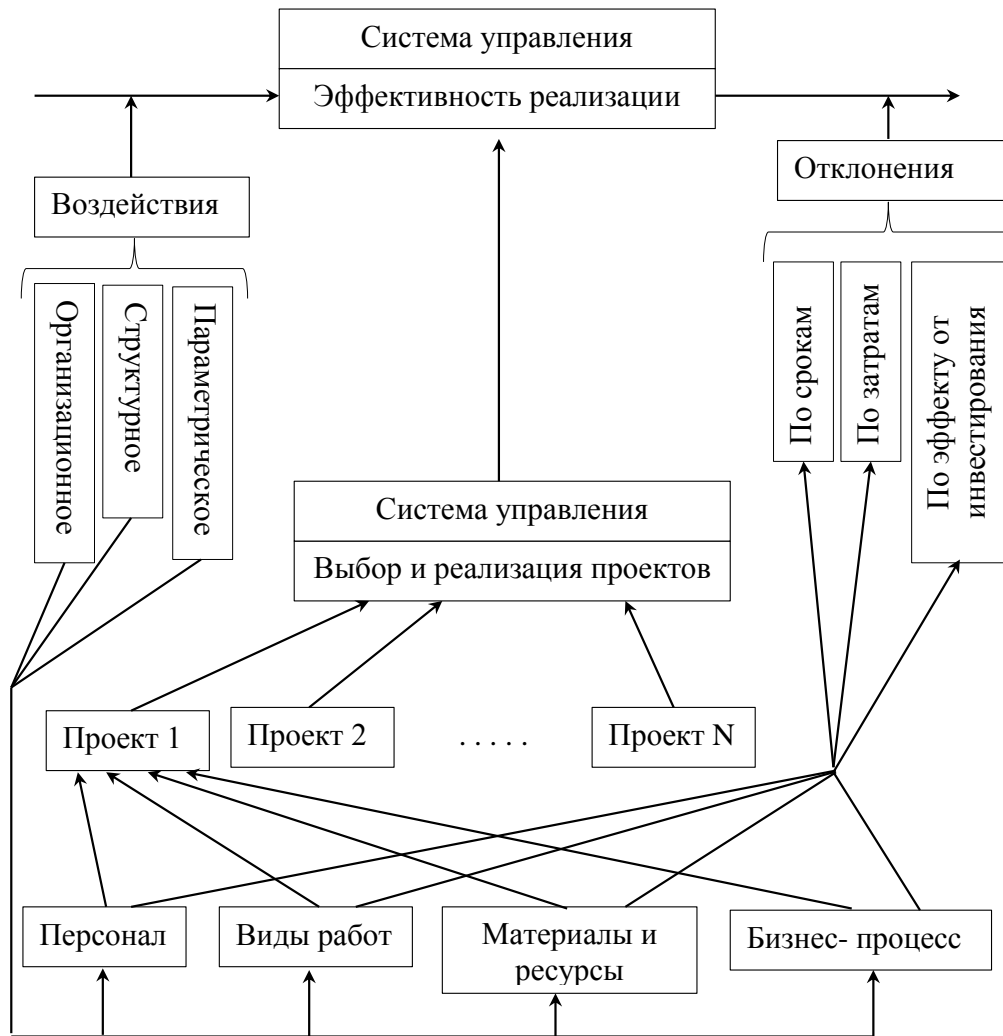 Система управления
Эффективность реализации
Воздействия
Отклонения
Организационное
Структурное
Параметрическое
По срокам
По затратам
По эффекту от
инвестирования
Система управления
Выбор и реализация проектов
Проект 1
Проект 2
. . . . .
Проект N
Персонал
Виды работ
Материалы и
ресурсы
Бизнес- процесс